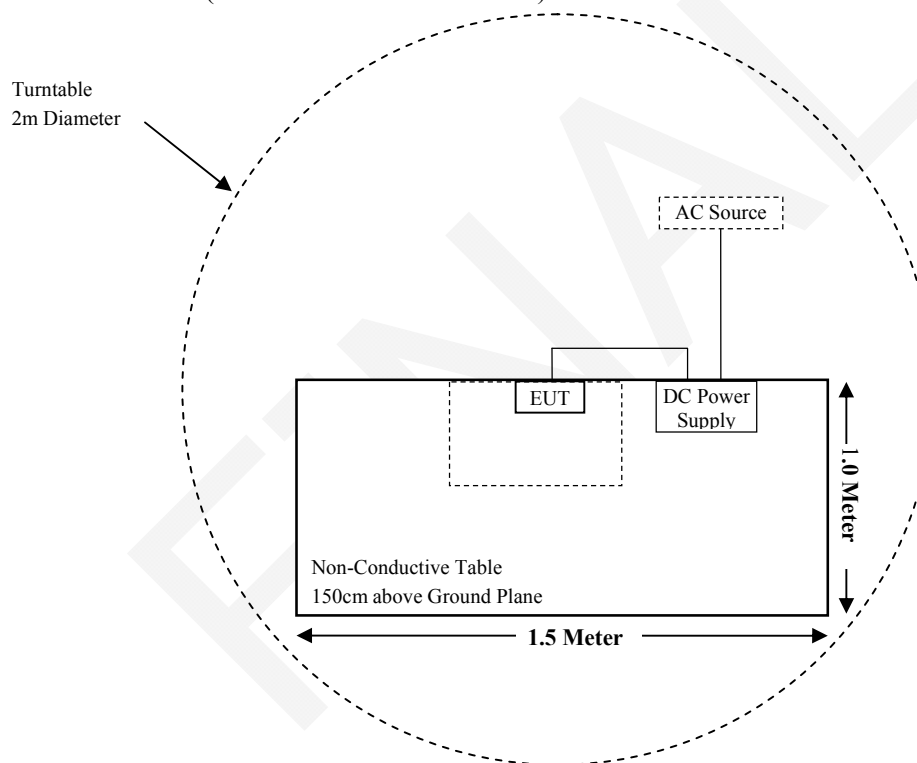 Turntable
2m Diameter
AC Source
EUT
DC Power
Supply
1.0 Meter
Non-Conductive Table
150cm above Ground Plane
1.5 Meter
FINAL